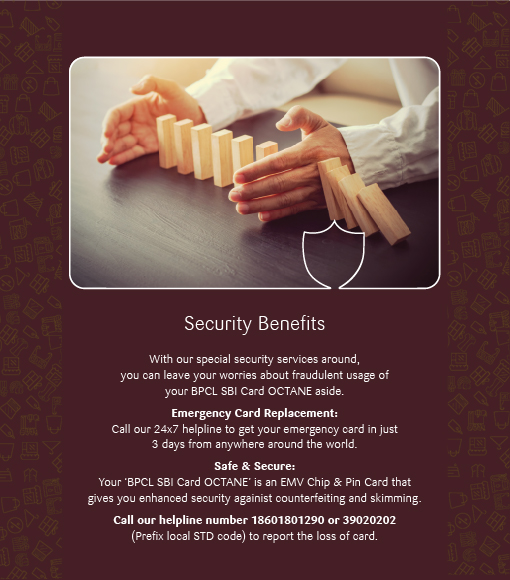 Security Benefits
With our special security services around,
you can leave your worries about fraudulent usage of
your BPCL SBI Card OCTANE aside.
Emergency Card Replacement:
Call our 24x7 helpline to get your emergency card in just
3 days from anywhere around the world.
Safe & Secure:
Your 'BPCL SBI Card OCTANE' is an EMV Chip & Pin Card that
gives you enhanced security againist counterfeiting and skimming.
Call our helpline number 18601801290 or 39020202
(Prefix local STD code) to report the loss of card.